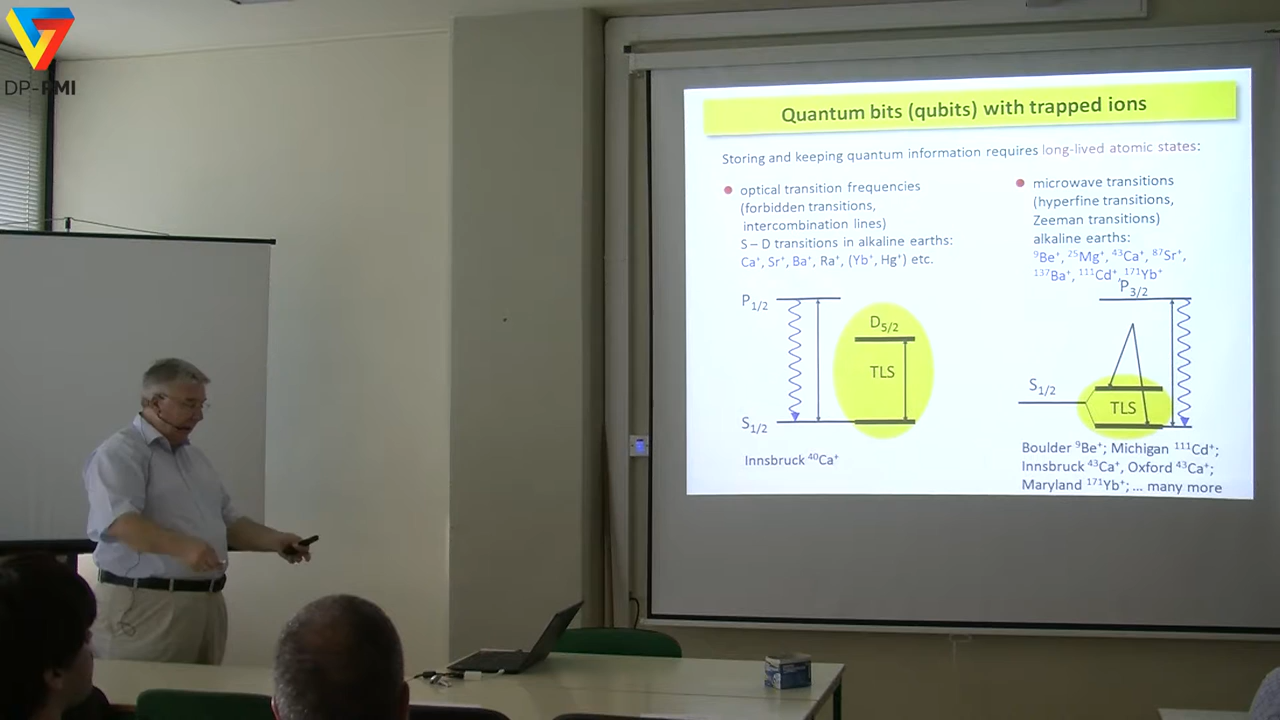 DP-PMI
Quantum bits (qubits) with trapped ions
Storing and keeping quantum information requires long-lived atomic states:
optical transition frequencies
(forbidden transitions,
intercombination lines)
S – D transitions in alkaline earths:
Ca⁺, Sr⁺, Ba⁺, Ra⁺, (Yb⁺, Hg⁺) etc.
P1/2
D5/2
TLS
S1/2
Innsbruck ⁴⁰Ca⁺
microwave transitions
(hyperfine transitions,
Zeeman transitions)
alkaline earths:
⁹Be⁺, ²⁵Mg⁺, ⁴³Ca⁺, ⁸⁷Sr⁺,
¹³⁷Ba⁺, ¹¹¹Cd⁺, ¹⁷¹Yb⁺
P3/2
S1/2
TLS
Boulder ⁹Be⁺; Michigan ¹¹¹Cd⁺;
Innsbruck ⁴³Ca⁺, Oxford ⁴³Ca⁺;
Maryland ¹⁷¹Yb⁺; ... many more